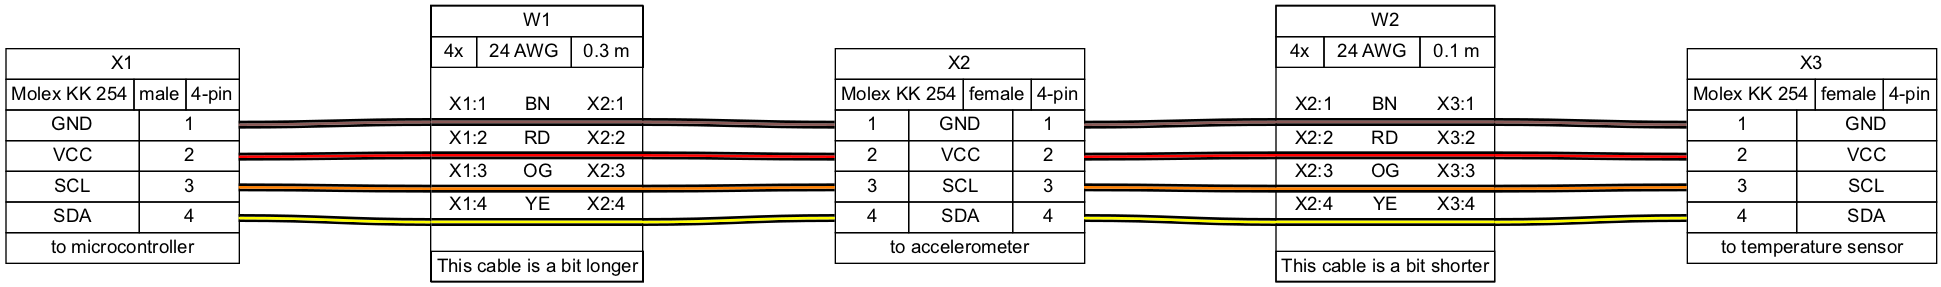 X1
Molex KK 254 male 4-pin
GND 1
VCC 2
SCL 3
SDA 4
to microcontroller
W1
4x 24 AWG 0.3 m
X1:1 BN X2:1
X1:2 RD X2:2
X1:3 OG X2:3
X1:4 YE X2:4
This cable is a bit longer
X2
Molex KK 254 female 4-pin
1 GND 1
2 VCC 2
3 SCL 3
4 SDA 4
to accelerometer
W2
4x 24 AWG 0.1 m
X2:1 BN X3:1
X2:2 RD X3:2
X2:3 OG X3:3
X2:4 YE X3:4
This cable is a bit shorter
X3
Molex KK 254 female 4-pin
1 GND
2 VCC
3 SCL
4 SDA
to temperature sensor